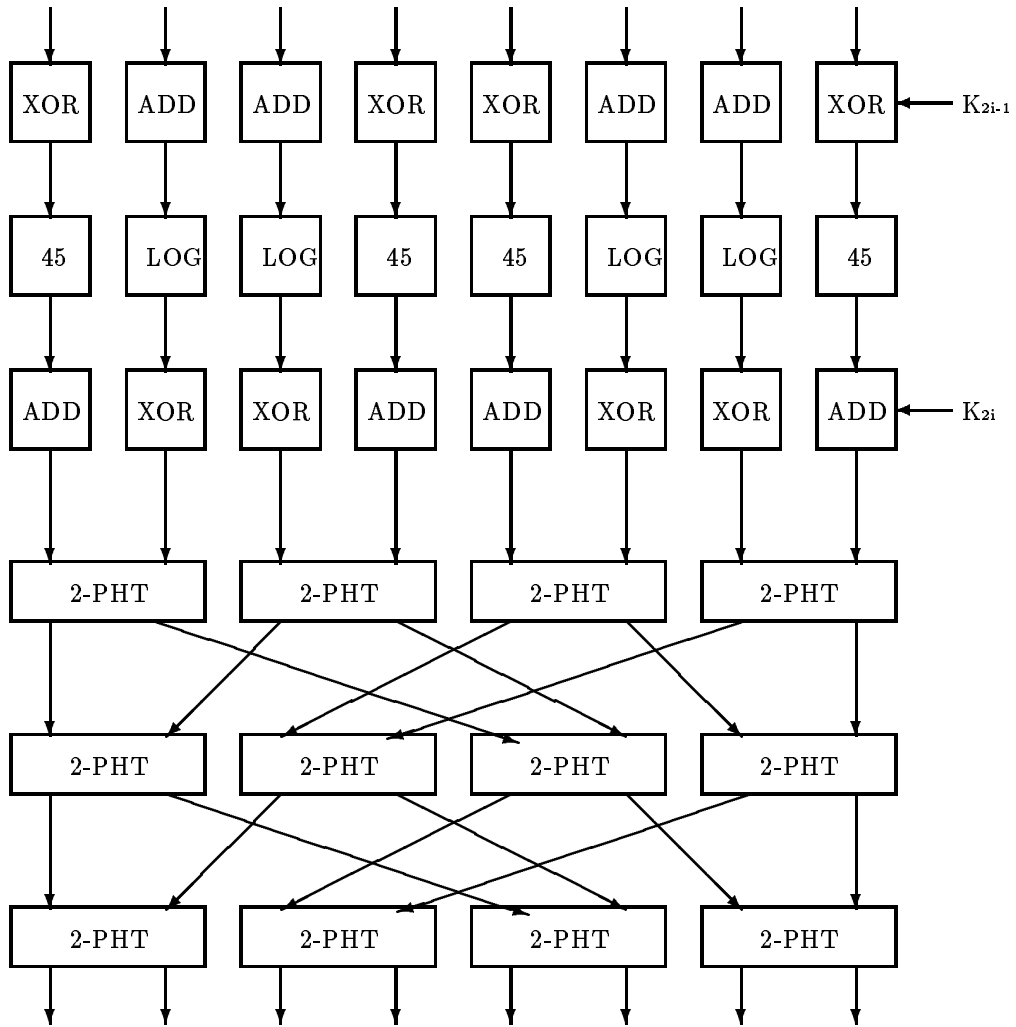 XOR ADD ADD XOR XOR ADD ADD XOR K2i-1
45 LOG LOG 45 45 LOG LOG 45
ADD XOR XOR ADD ADD XOR XOR ADD K2i
2-PHT 2-PHT 2-PHT 2-PHT
2-PHT 2-PHT 2-PHT 2-PHT
2-PHT 2-PHT 2-PHT 2-PHT